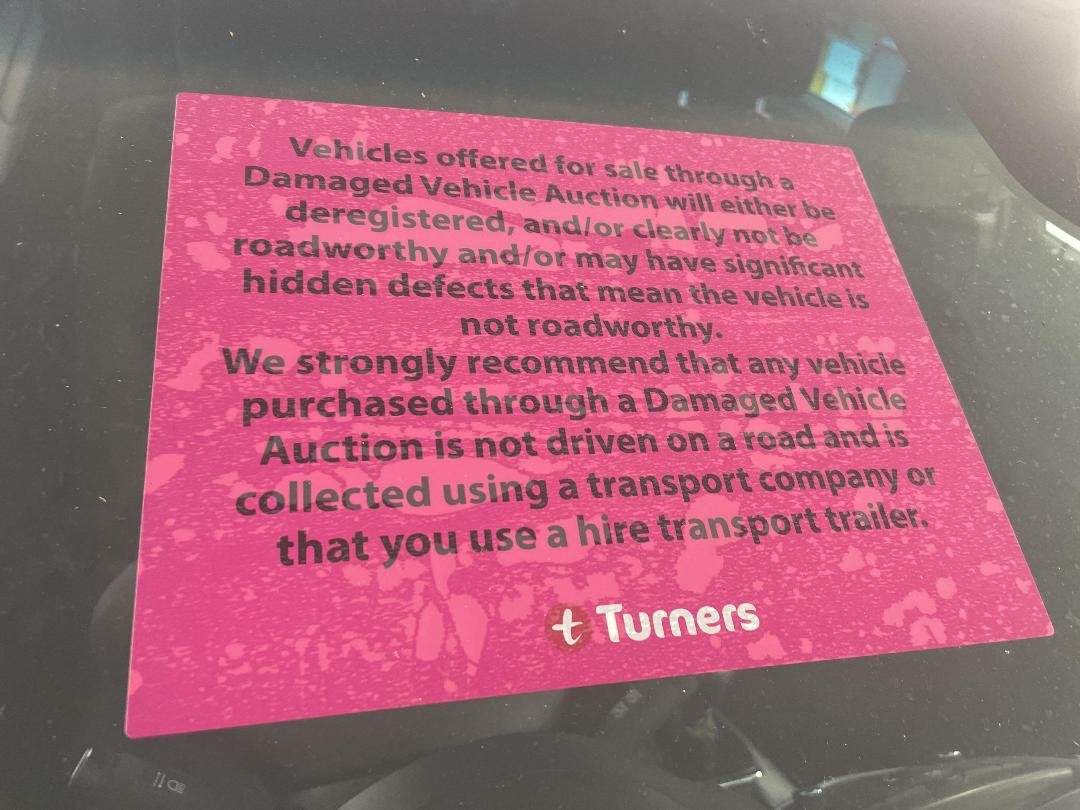 Vehicles offered for sale through a
Damaged Vehicle Auction will either be
deregistered, and/or clearly not be
roadworthy and/or may have significant
hidden defects that mean the vehicle is
not roadworthy.
We strongly recommend that any vehicle
purchased through a Damaged Vehicle
Auction is not driven on a road and is
collected using a transport company or
that you use a hire transport trailer.
t Turners